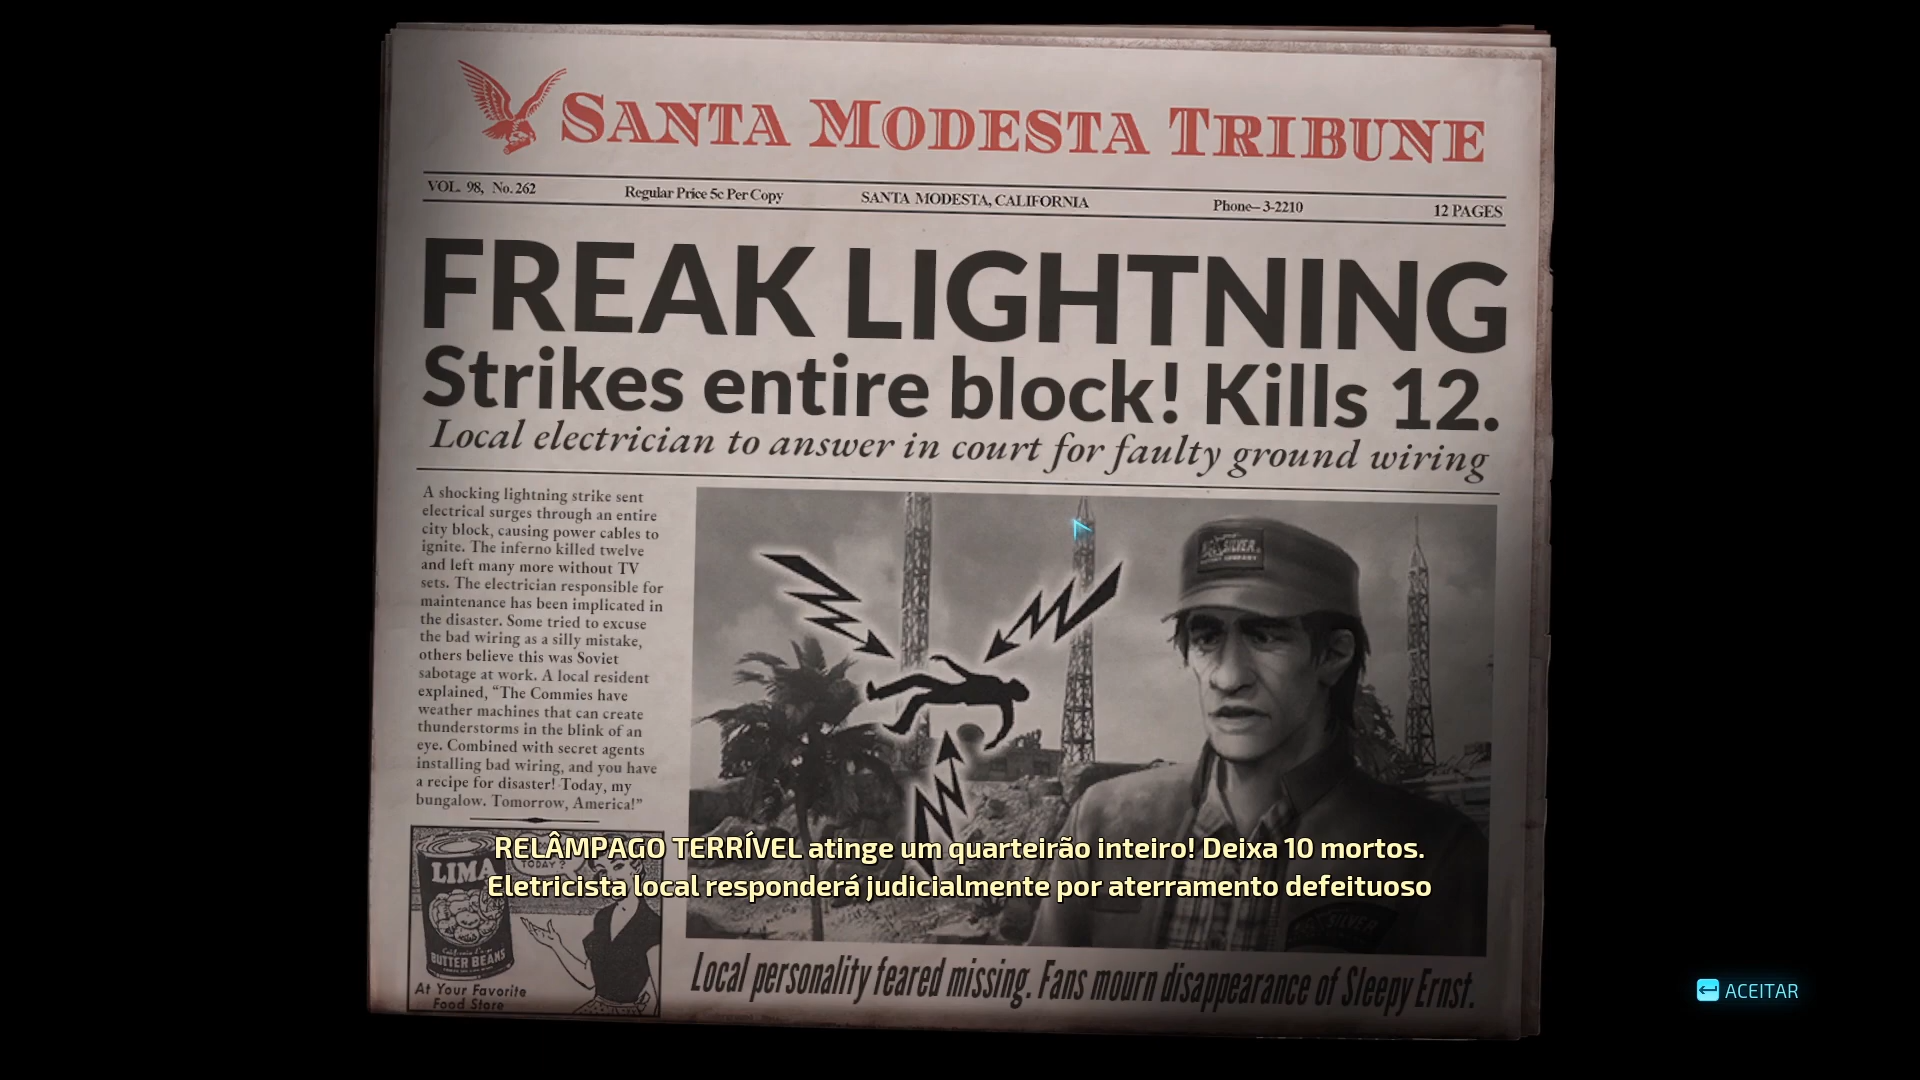 SANTA MODESTA TRIBUNE
VOL. 98, No. 262 Regular Price 5c Per Copy SANTA MODESTA, CALIFORNIA Phone–3-2210 12 PAGES
FREAK LIGHTNING
Strikes entire block! Kills 12.
Local electrician to answer in court for faulty ground wiring
A shocking lightning strike sent
electrical surges through an entire
city block, causing power cables to
ignite. The inferno killed twelve
and left many more without TV
sets. The electrician responsible for
maintenance has been implicated in
the disaster. Some tried to excuse
the bad wiring as a silly mistake,
others believe this was Soviet
sabotage at work. A local resident
explained, “The Commies have
weather machines that can create
thunderstorms in the blink of an
eye. Combined with secret agents
installing bad wiring, and you have
a recipe for disaster! Today, my
bungalow. Tomorrow, America!”
SILVER
LIMA
TODAY?
BUTTER BEANS
At Your Favorite
Food Store
SILVER
RELÂMPAGO TERRÍVEL atinge um quarteirão inteiro! Deixa 10 mortos.
Eletricista local responderá judicialmente por aterramento defeituoso
Local personality feared missing. Fans mourn disappearance of Sleepy Ernst.
ACEITAR